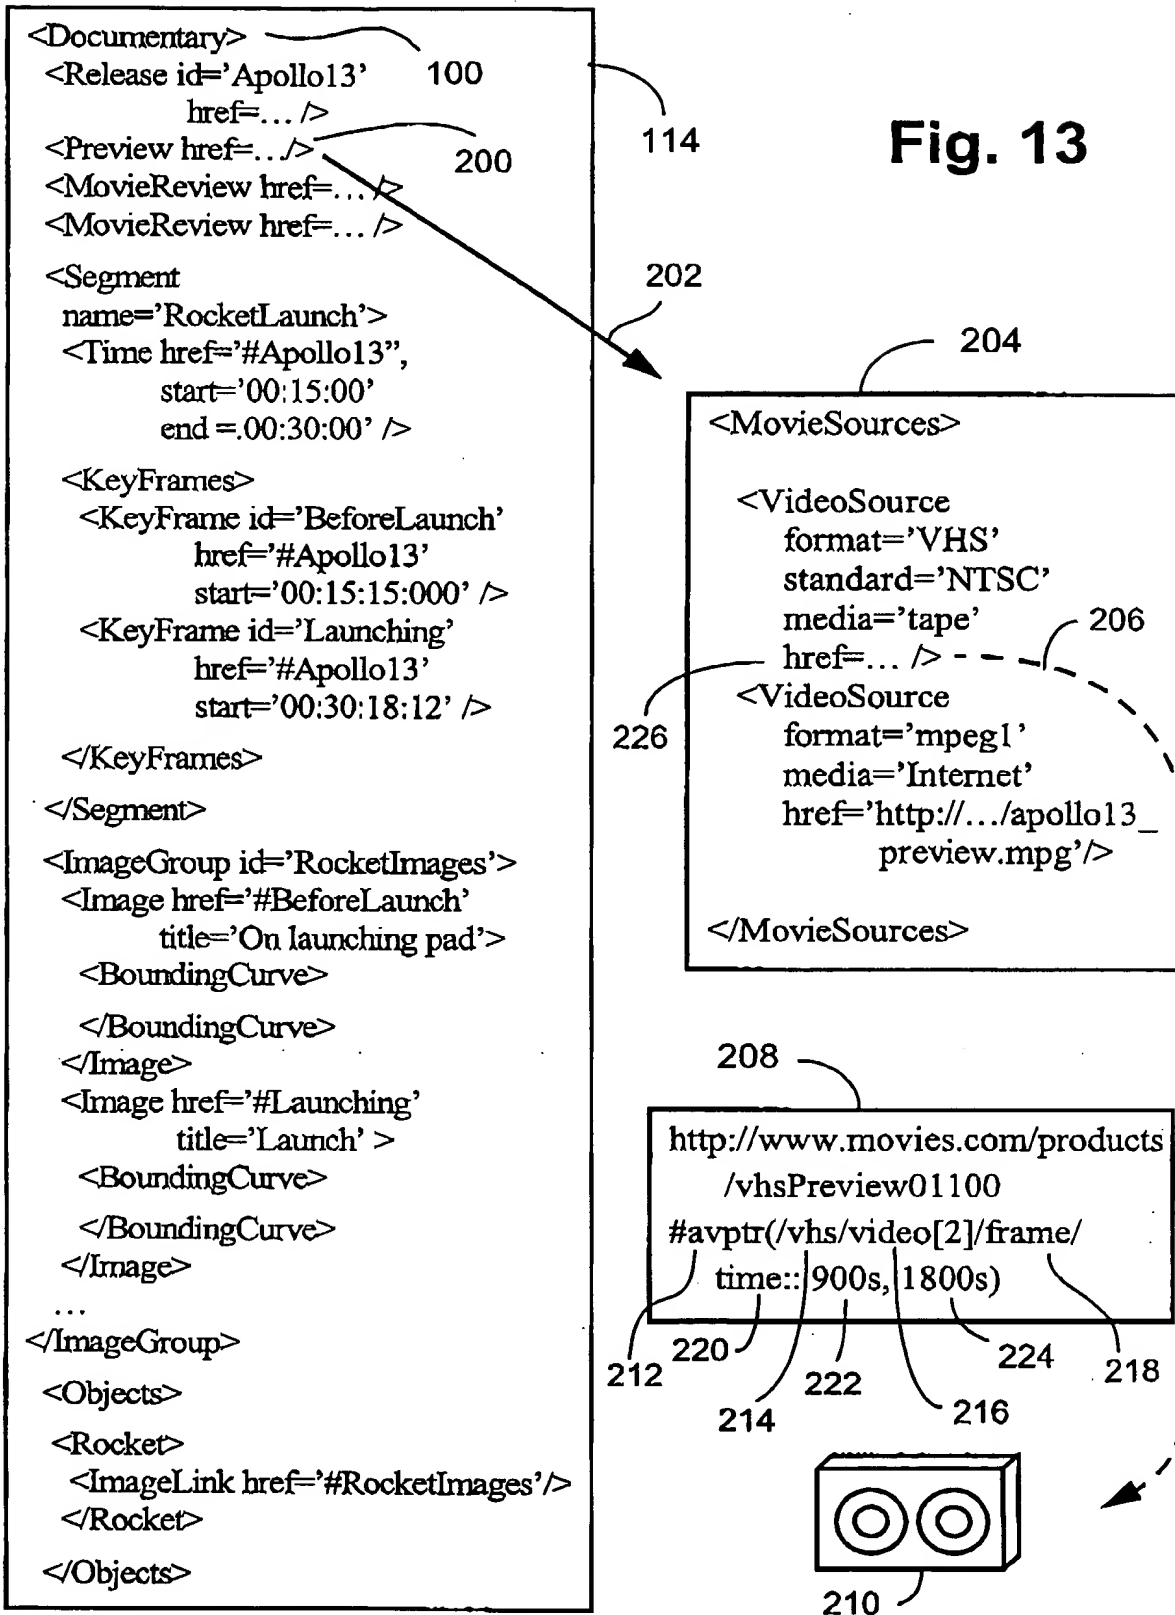 <Documentary>
100
<Release id='Apollo13'
href=... />
<Preview href=.../>
200
<MovieReview href=... />
<MovieReview href=... />
<Segment
name='RocketLaunch'>
<Time href='#Apollo13",
start='00:15:00'
end =.00:30:00' />
<KeyFrames>
<KeyFrame id='BeforeLaunch'
href='#Apollo13'
start='00:15:15:000' />
<KeyFrame id='Launching'
href='#Apollo13'
start='00:30:18:12' />
</KeyFrames>
</Segment>
<ImageGroup id='RocketImages'>
<Image href='#BeforeLaunch'
title='On launching pad'>
<BoundingCurve>
</BoundingCurve>
</Image>
<Image href='#Launching'
title='Launch' >
<BoundingCurve>
</BoundingCurve>
</Image>
...
</ImageGroup>
<Objects>
<Rocket>
<ImageLink href='#RocketImages'/>
</Rocket>
</Objects>
114
Fig. 13
202
204
<MovieSources>
<VideoSource
format='VHS'
standard='NTSC'
media='tape'
href=... />
206
226
<VideoSource
format='mpeg1'
media='Internet'
href='http://.../apollo13_
preview.mpg'/>
</MovieSources>
208
http://www.movies.com/products
/vhsPreview01100
#avptr(/vhs/video[2]/frame/
time:: 900s, 1800s)
212
220
214
222
216
224
218
210